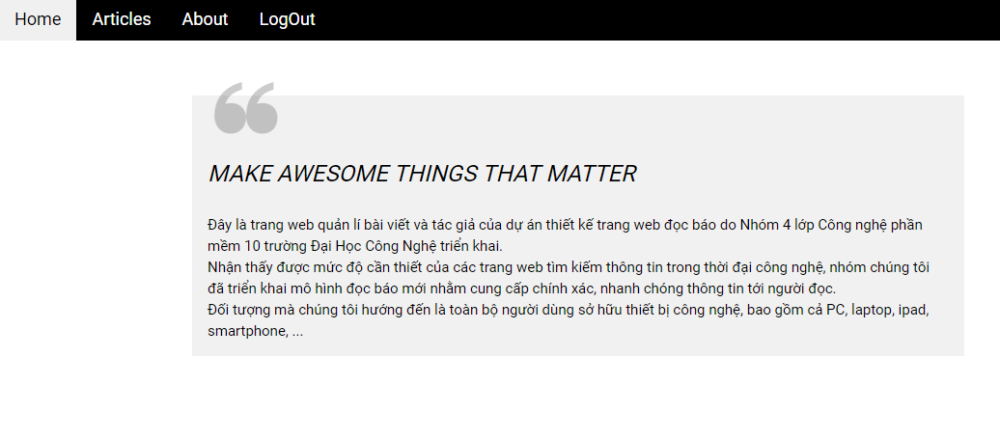 Home Articles About LogOut
❝
MAKE AWESOME THINGS THAT MATTER
Đây là trang web quản lí bài viết và tác giả của dự án thiết kế trang web đọc báo do Nhóm 4 lớp Công nghệ phần
mềm 10 trường Đại Học Công Nghệ triển khai.
Nhận thấy được mức độ cần thiết của các trang web tìm kiếm thông tin trong thời đại công nghệ, nhóm chúng tôi
đã triển khai mô hình đọc báo mới nhằm cung cấp chính xác, nhanh chóng thông tin tới người đọc.
Đối tượng mà chúng tôi hướng đến là toàn bộ người dùng sở hữu thiết bị công nghệ, bao gồm cả PC, laptop, ipad,
smartphone, ...